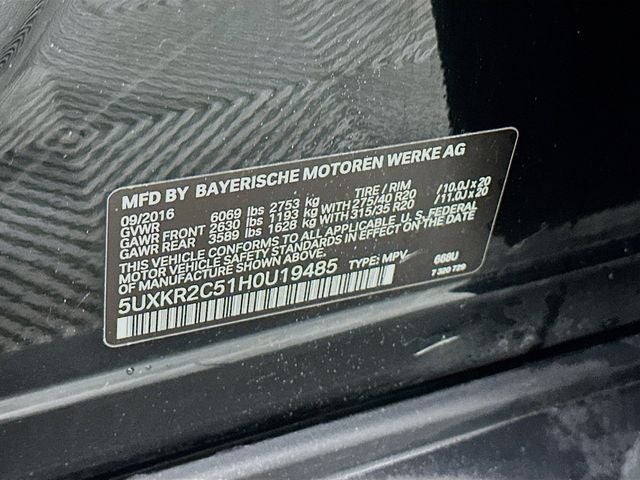 MFD BY BAYERISCHE MOTOREN WERKE AG
09/2016 TIRE / RIM
GVWR 6069 lbs 2753 kg
GAWR FRONT 2630 lbs 1193 kg WITH 275/40 R20 /10.0J x 20
GAWR REAR 3589 lbs 1628 kg WITH 315/35 R20 /11.0J x 20
THIS VEHICLE CONFORMS TO ALL APPLICABLE U.S. FEDERAL
MOTOR VEHICLE SAFETY STANDARDS IN EFFECT ON THE DATE
OF MANUFACTURE SHOWN ABOVE.
5UXKR2C51H0U19485 TYPE: MPV 668U
7 320 729